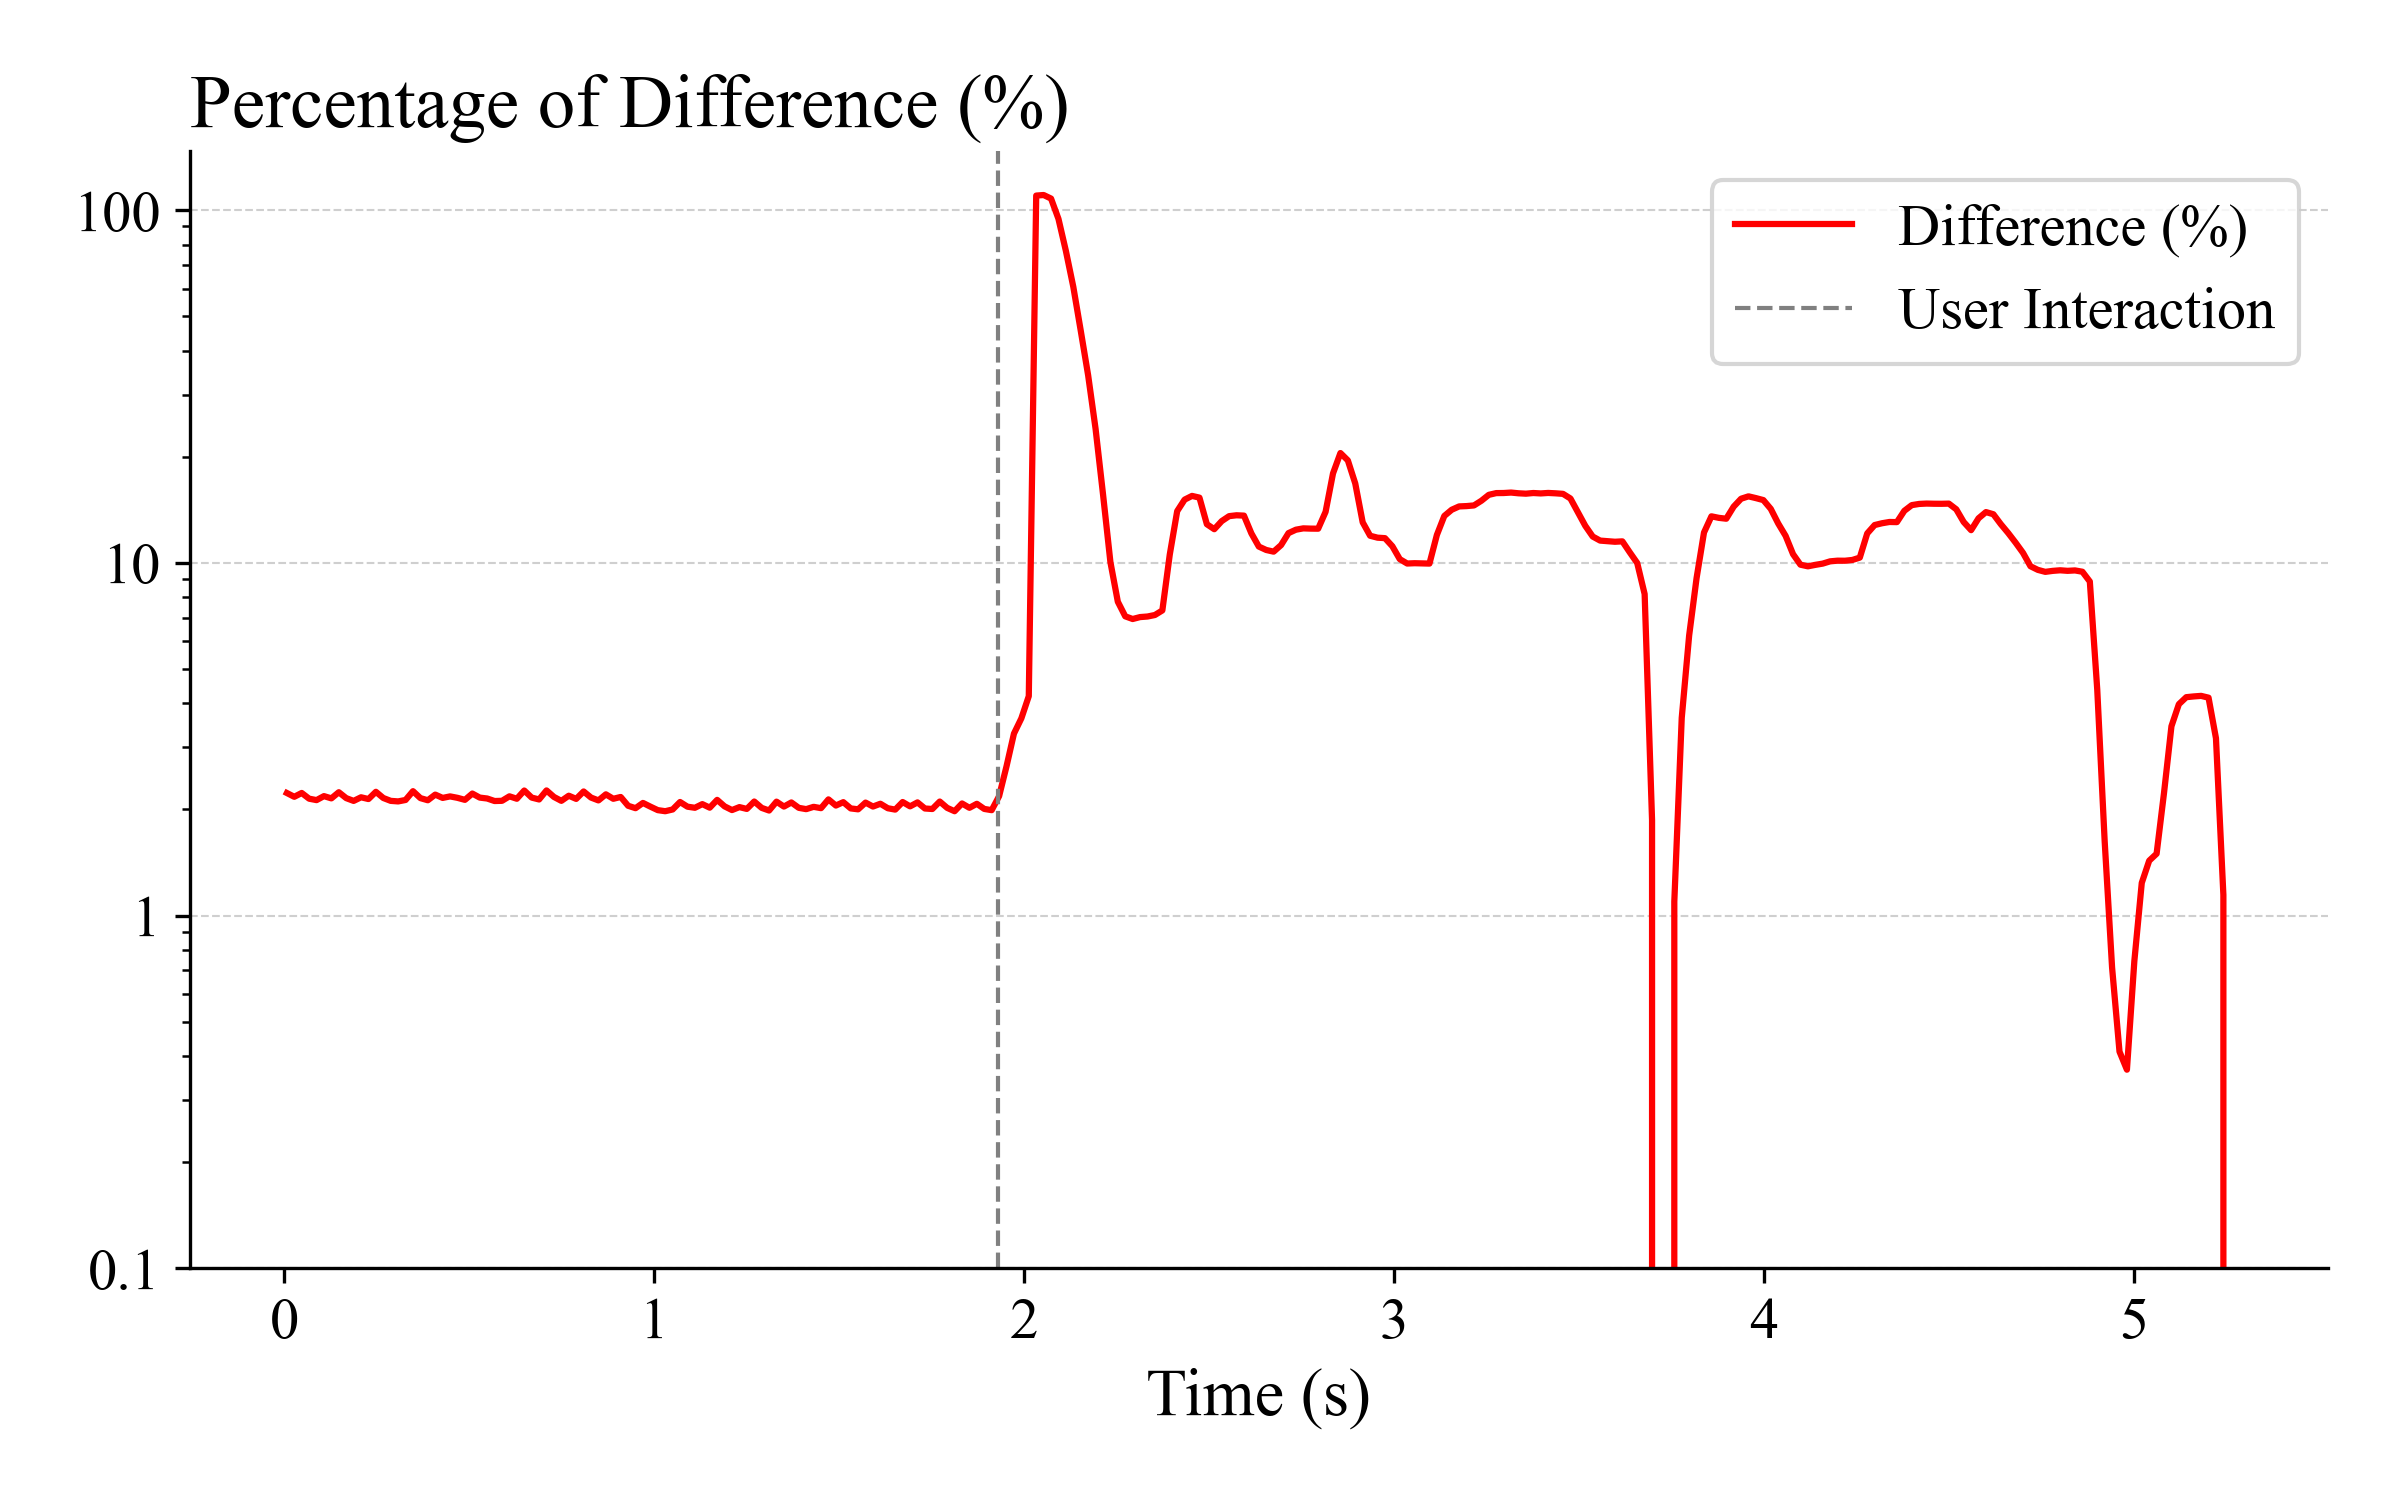 Percentage of Difference (%)
100
10
1
0.1
Difference (%)
User Interaction
0 1 2 3 4 5
Time (s)